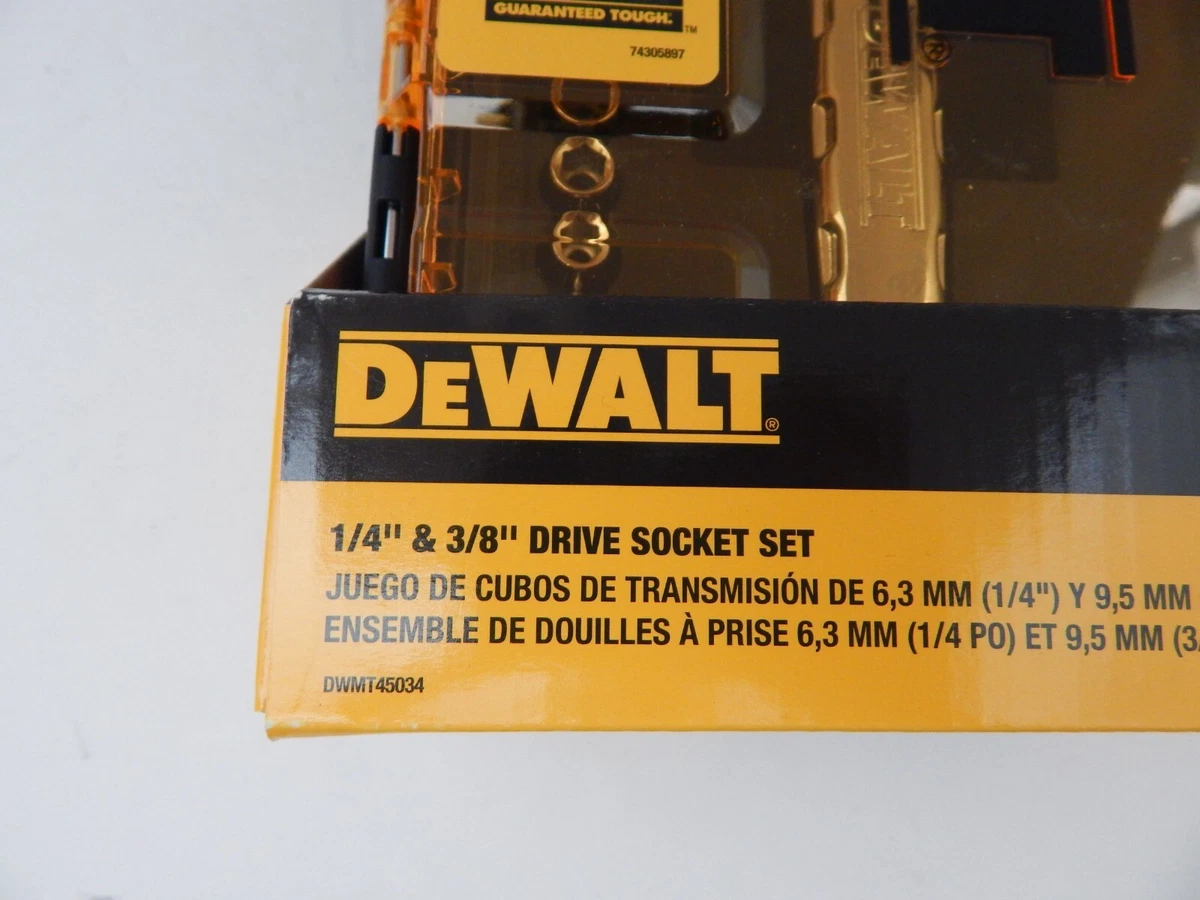 GUARANTEED TOUGH.™
74305897
DEWALT®
DEWALT®
1/4" & 3/8" DRIVE SOCKET SET
JUEGO DE CUBOS DE TRANSMISIÓN DE 6,3 MM (1/4") Y 9,5 MM
ENSEMBLE DE DOUILLES À PRISE 6,3 MM (1/4 PO) ET 9,5 MM (3/
DWMT45034